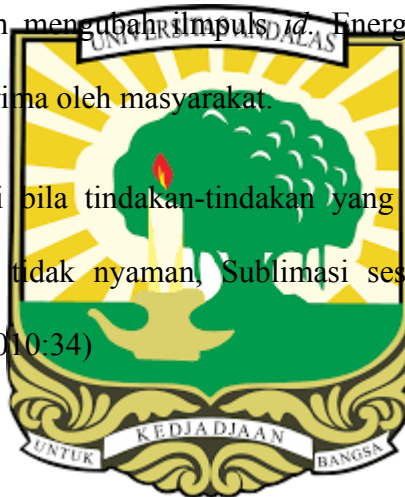 mengubah ilmpuls id. Energ
UNIVERSITAS ANDALAS
ima oleh masyarakat.
i bila tindakan-tindakan yang
tidak nyaman, Sublimasi ses
010:34)
UNTUK KEDJADJAAN BANGSA